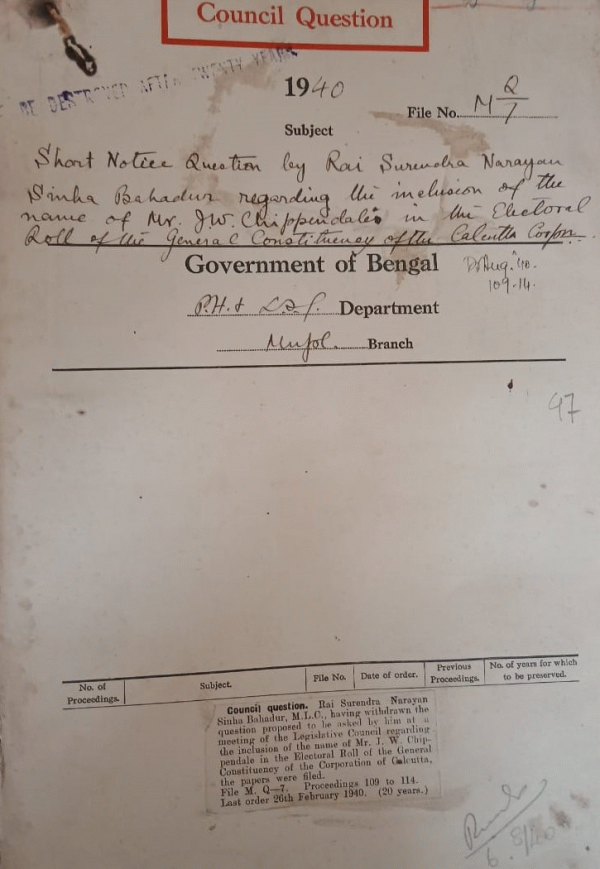 Council Question
BE DESTROYED AFTER TWENTY YEARS
1940
File No. M Q/7
Subject
Short Notice Question by Rai Surendra Narayan
Sinha Bahadur regarding the inclusion of the
name of Mr. J.W. Chippendale in the Electoral
Roll of the General Constituency of the Calcutta Corpn.
Government of Bengal
Aug. '40.
109-14.
P.H. & L.S.G. Department
Munpl. Branch
97
No. of Proceedings.
Subject.
File No.
Date of order.
Previous Proceedings.
No. of years for which to be preserved.
Council question. Rai Surendra Narayan
Sinha Bahadur, M.L.C., having withdrawn the
question proposed to be asked by him at a
meeting of the Legislative Council regarding
the inclusion of the name of Mr. J. W. Chip-
pendale in the Electoral Roll of the General
Constituency of the Corporation of Calcutta,
the papers were filed.
File M. Q—7. Proceedings 109 to 114.
Last order 26th February 1940. (20 years.)